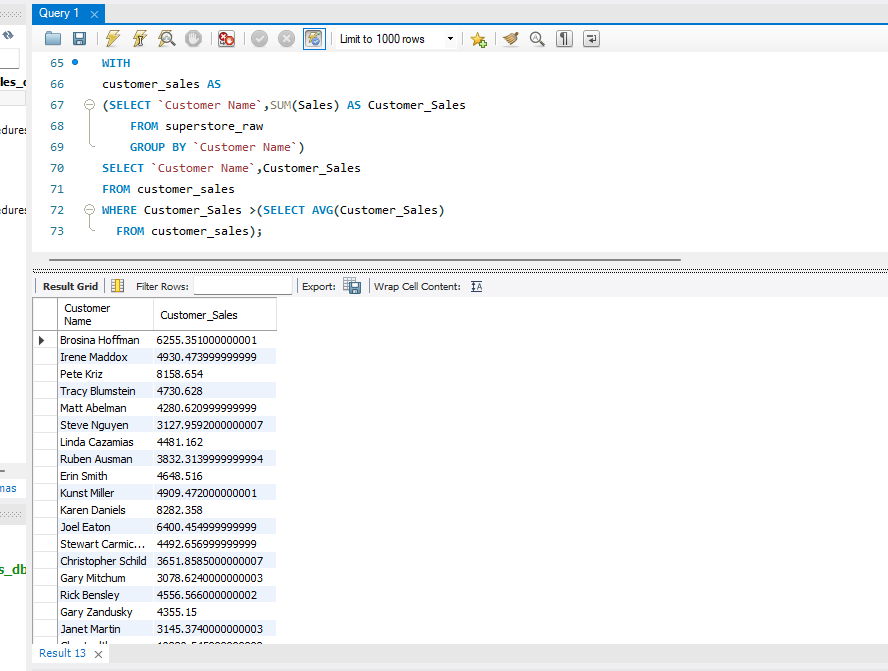 Query 1
Limit to 1000 rows
65 WITH
les_c
66 customer_sales AS
67 (SELECT `Customer Name`,SUM(Sales) AS Customer_Sales
edures
68 FROM superstore_raw
69 GROUP BY `Customer Name`)
70 SELECT `Customer Name`,Customer_Sales
71 FROM customer_sales
edures
72 WHERE Customer_Sales >(SELECT AVG(Customer_Sales)
73 FROM customer_sales);
Result Grid Filter Rows: Export: Wrap Cell Content:
Customer Name Customer_Sales
Brosina Hoffman 6255.351000000001
Irene Maddox 4930.473999999999
Pete Kriz 8158.654
Tracy Blumstein 4730.628
Matt Abelman 4280.620999999999
Steve Nguyen 3127.9592000000007
Linda Cazamias 4481.162
Ruben Ausman 3832.3139999999994
Erin Smith 4648.516
mas
Kunst Miller 4909.472000000001
Karen Daniels 8282.358
Joel Eaton 6400.454999999999
Stewart Carmic... 4492.656999999999
Christopher Schild 3651.8585000000007
s_db
Gary Mitchum 3078.6240000000003
Rick Bensley 4556.566000000002
Gary Zandusky 4355.15
Janet Martin 3145.3740000000003
Result 13